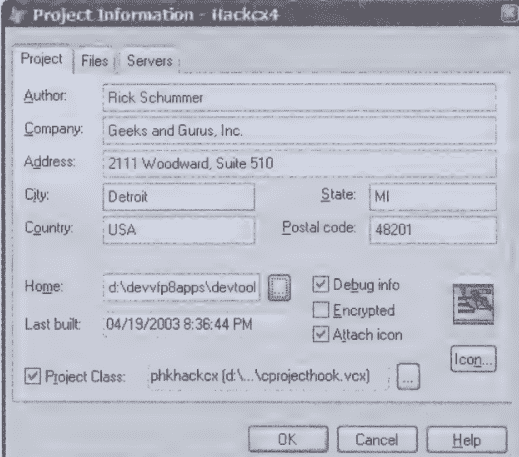 Project Information - Hackcx4
Project Files Servers
Author: Rick Schummer
Company: Geeks and Gurus, Inc.
Address: 2111 Woodward, Suite 510
City: Detroit State: MI
Country: USA Postal code: 48201
Home: d:\devvfp8apps\devtool Debug info
Encrypted
Last built: 04/19/2003 8:36:44 PM Attach icon
Icon...
Project Class: phkhackcx (d:\...\cprojecthook.vcx) ...
OK Cancel Help